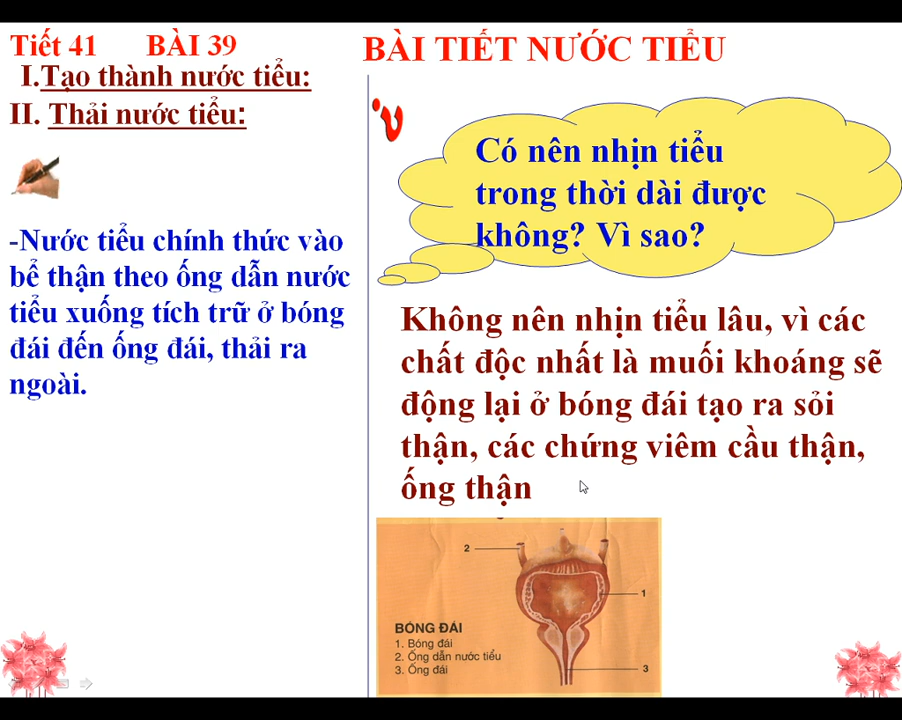 Tiết 41 BÀI 39
BÀI TIẾT NƯỚC TIỂU
I.Tạo thành nước tiểu:
II. Thải nước tiểu:
-Nước tiểu chính thức vào
bể thận theo ống dẫn nước
tiểu xuống tích trữ ở bóng
đái đến ống đái, thải ra
ngoài.
?
Có nên nhịn tiểu
trong thời dài được
không? Vì sao?
Không nên nhịn tiểu lâu, vì các
chất độc nhất là muối khoáng sẽ
động lại ở bóng đái tạo ra sỏi
thận, các chứng viêm cầu thận,
ống thận
2
1
BÓNG ĐÁI
1. Bóng đái
2. Ống dẫn nước tiểu
3. Ống đái
3